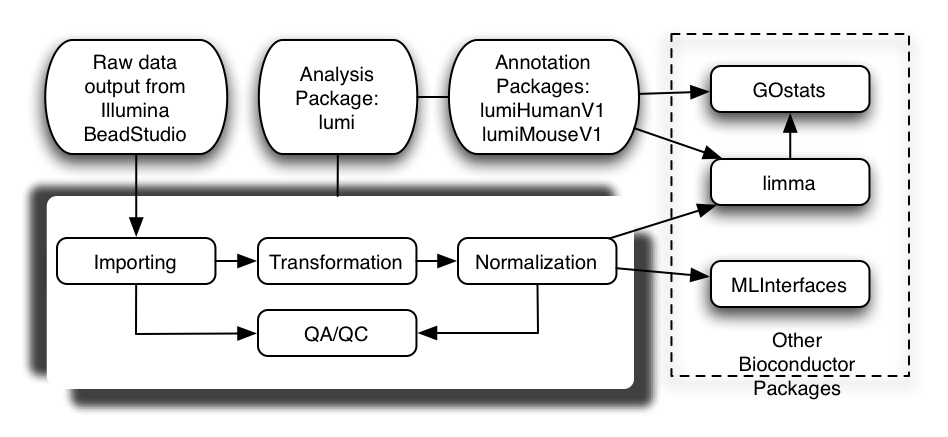 Raw data
output from
Illumina
BeadStudio
Analysis
Package:
lumi
Annotation
Packages:
lumiHumanV1
lumiMouseV1
GOstats
limma
Importing
Transformation
Normalization
MLInterfaces
QA/QC
Other
Bioconductor
Packages